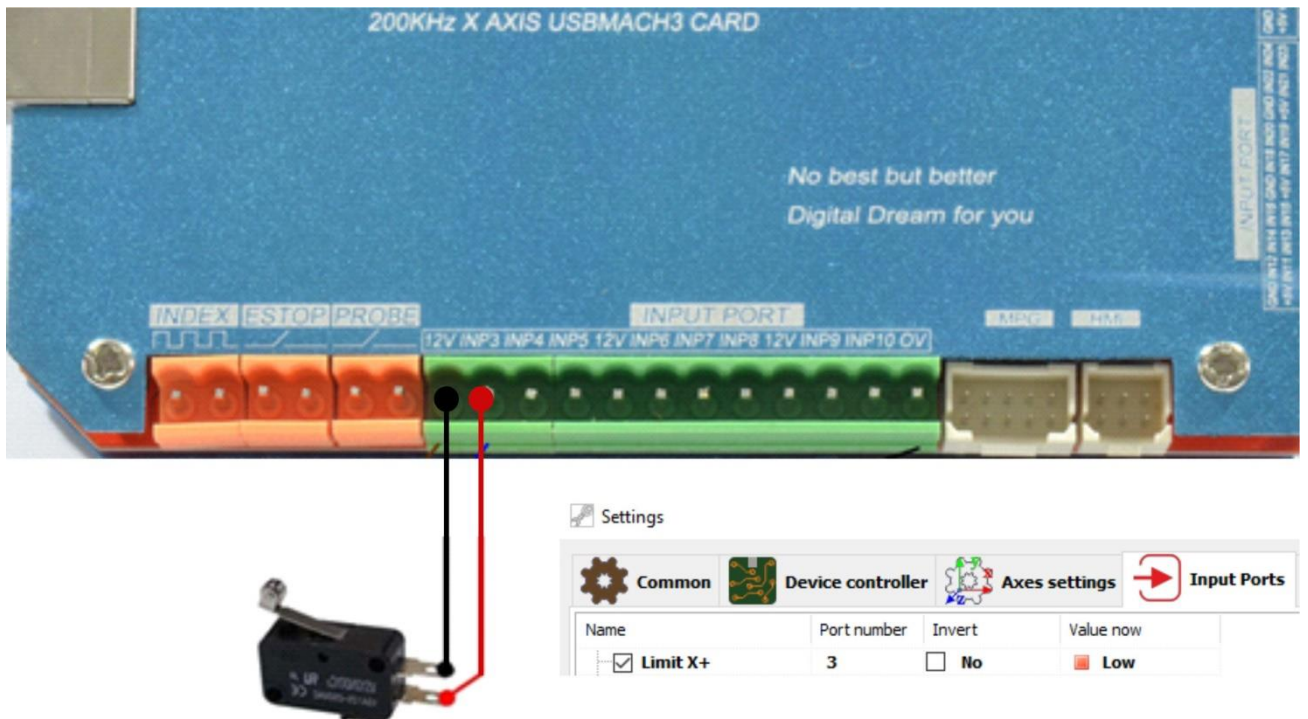 200KHz X AXIS USBMACH3 CARD
No best but better
Digital Dream for you
INPUT PORT
INDEX ESTOP PROBE INPUT PORT MPG HMI
12V INP3 INP4 INP5 12V INP6 INP7 INP8 12V INP9 INP10 OV
Settings
Common Device controller Axes settings Input Ports
Name Port number Invert Value now
Limit X+ 3 No Low